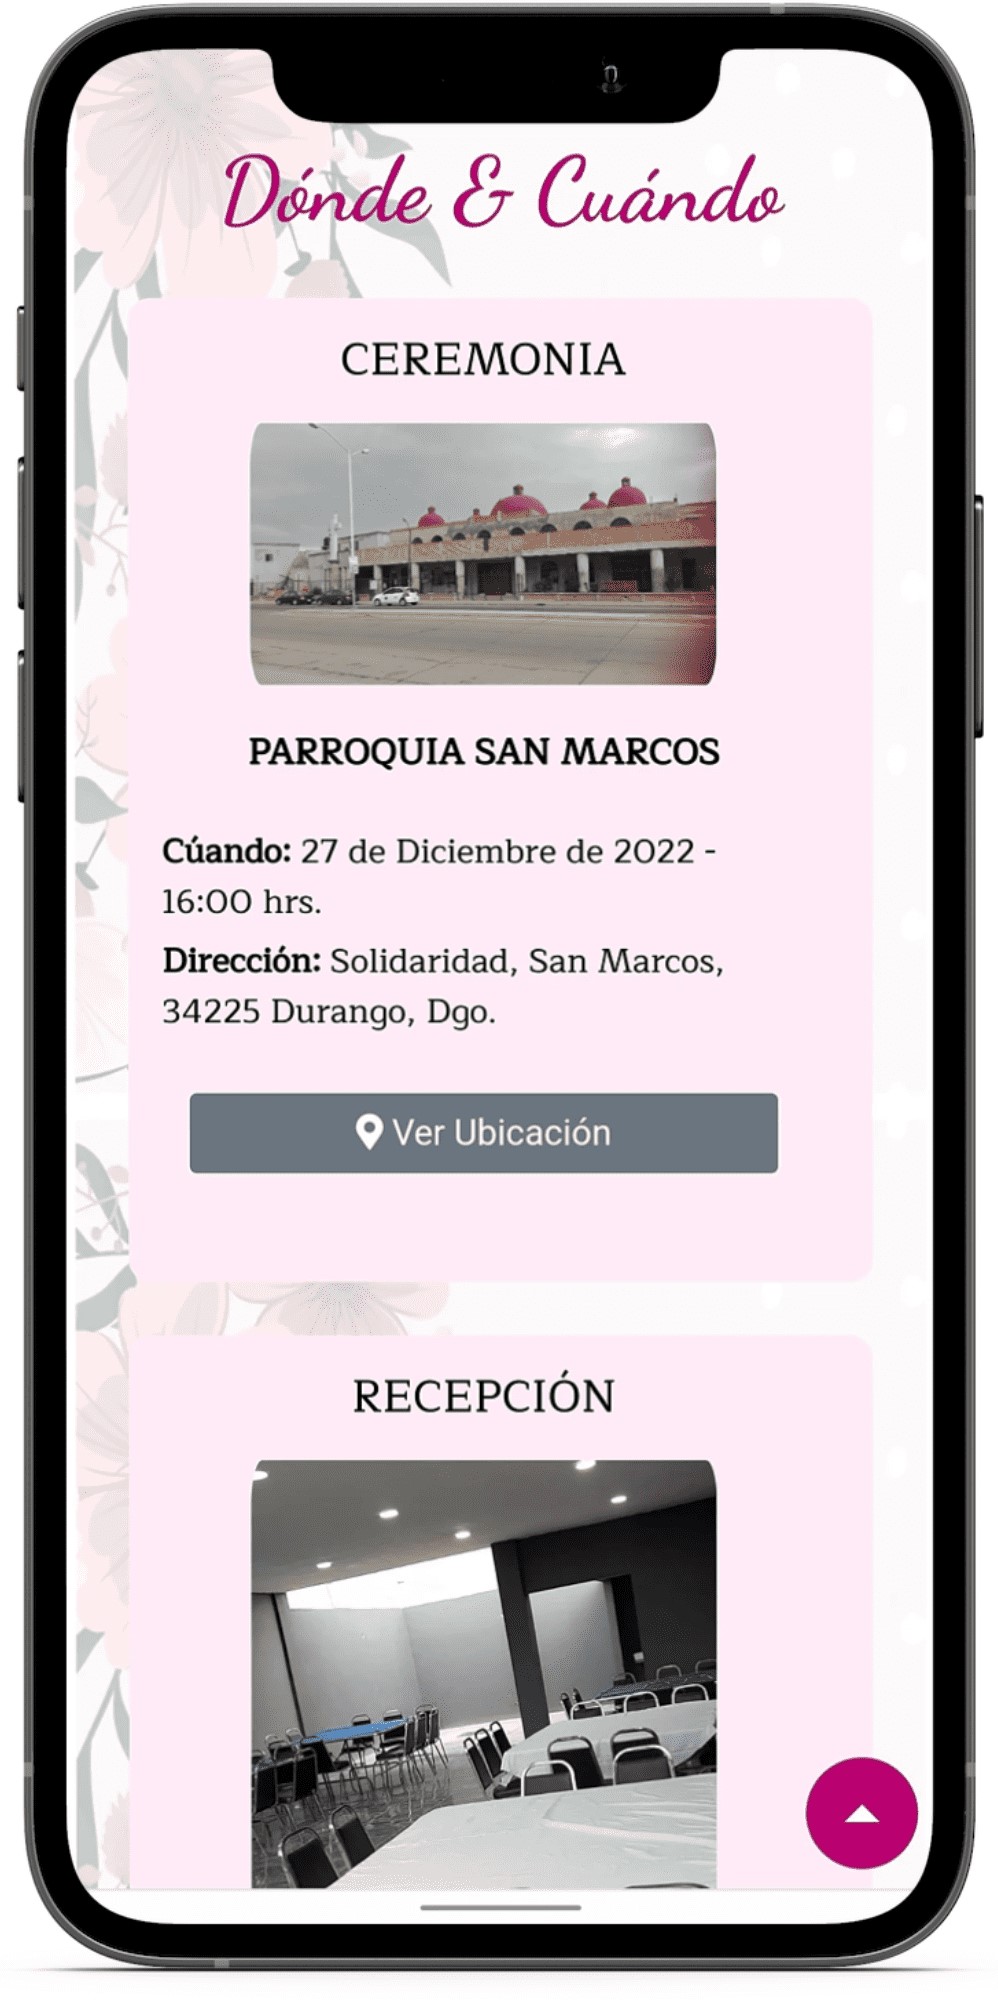 Dónde & Cuándo
CEREMONIA
PARROQUIA SAN MARCOS
Cúando: 27 de Diciembre de 2022 -
16:00 hrs.
Dirección: Solidaridad, San Marcos,
34225 Durango, Dgo.
Ver Ubicación
RECEPCIÓN